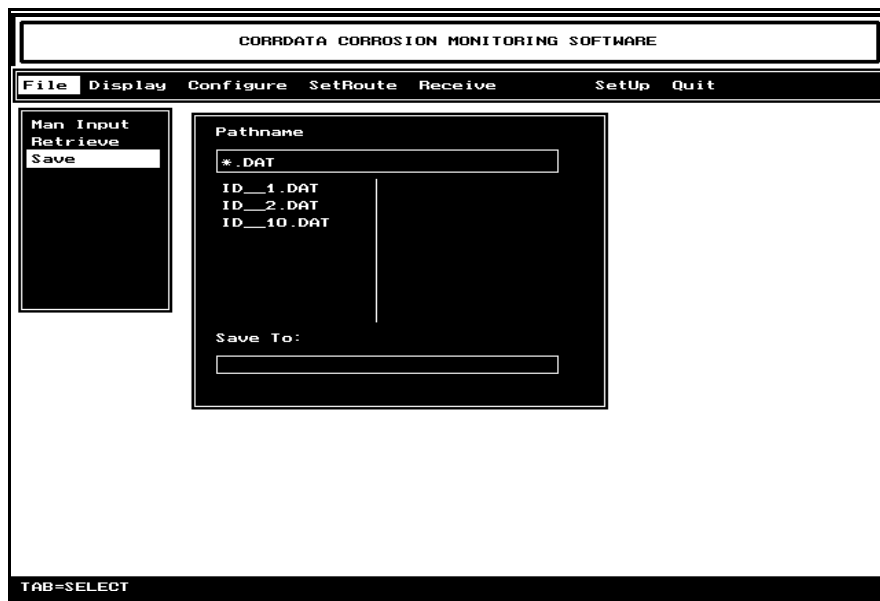 CORRDATA CORROSION MONITORING SOFTWARE
File Display Configure SetRoute Receive SetUp Quit
Man Input
Retrieve
Save
Pathname
*.DAT
ID__1.DAT
ID__2.DAT
ID__10.DAT
Save To:
TAB=SELECT